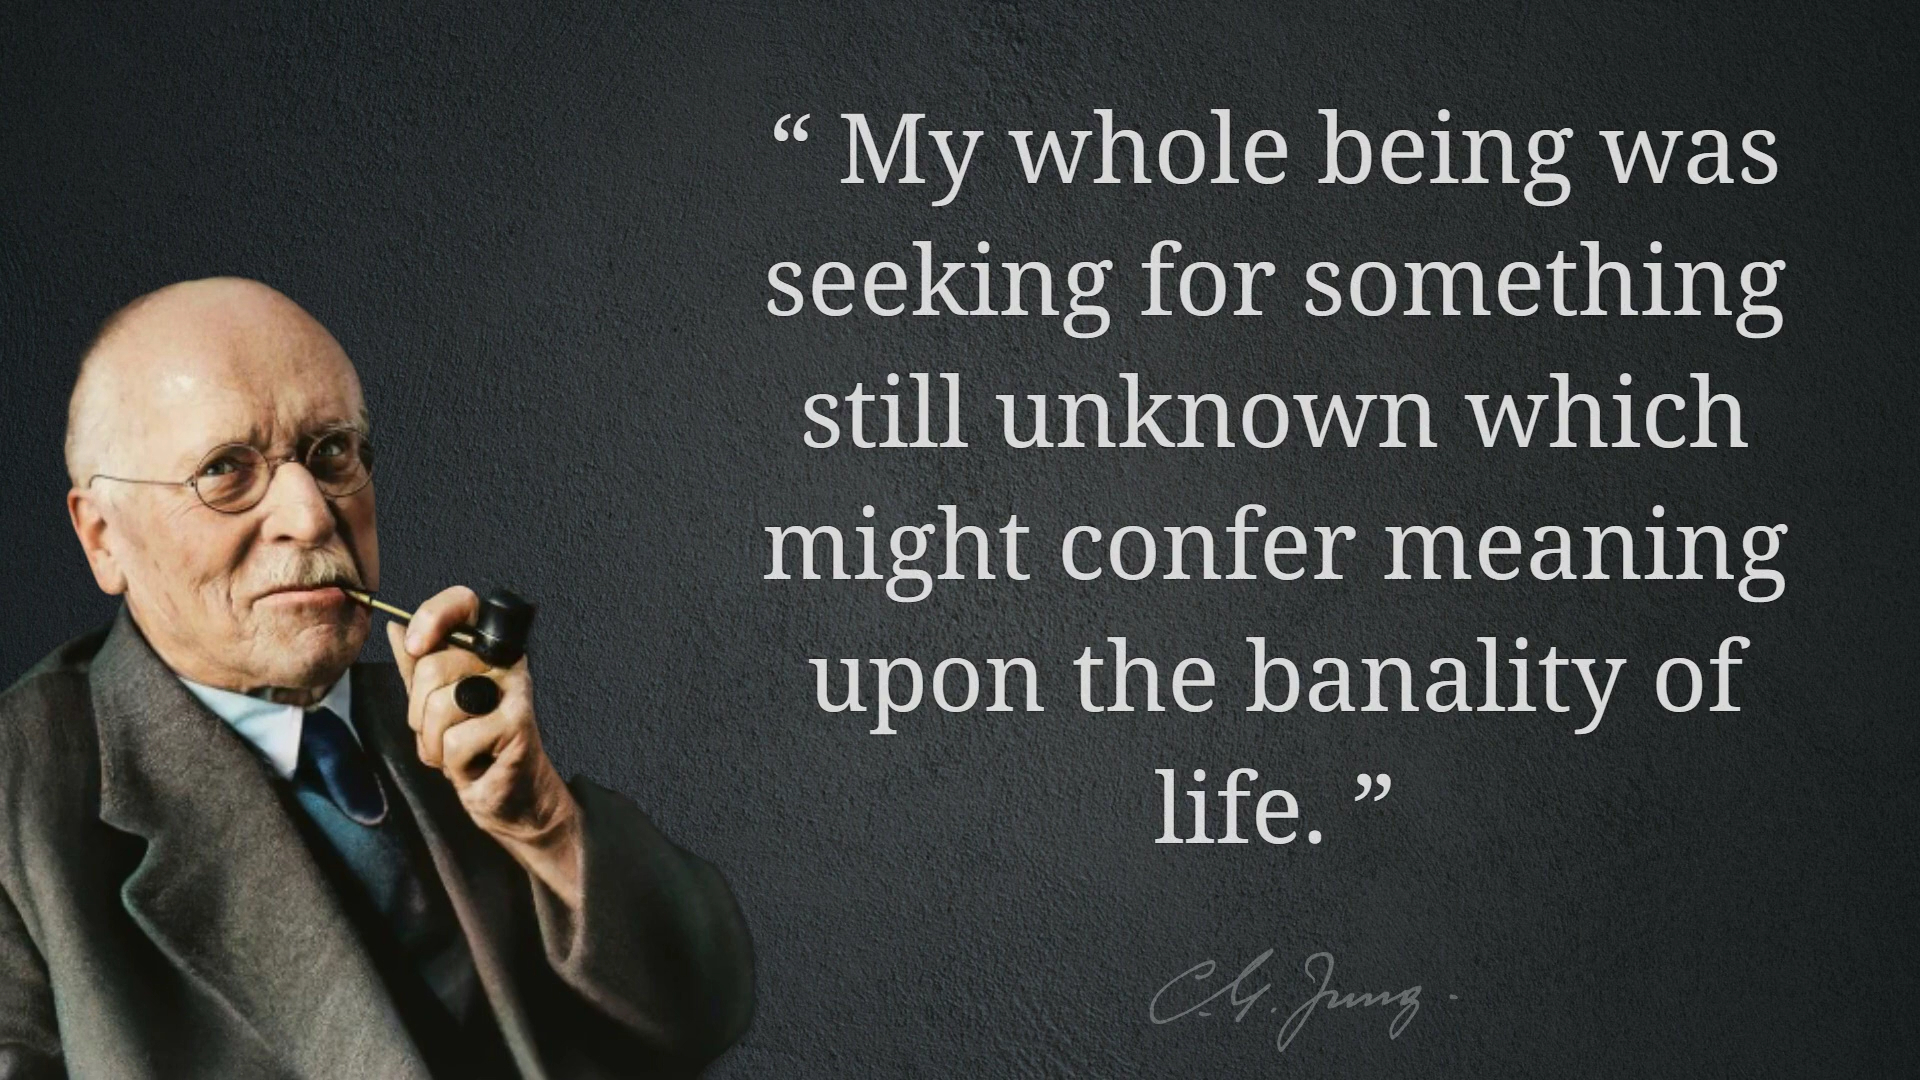 “ My whole being was
seeking for something
still unknown which
might confer meaning
upon the banality of
life. ”
C. G. Jung.